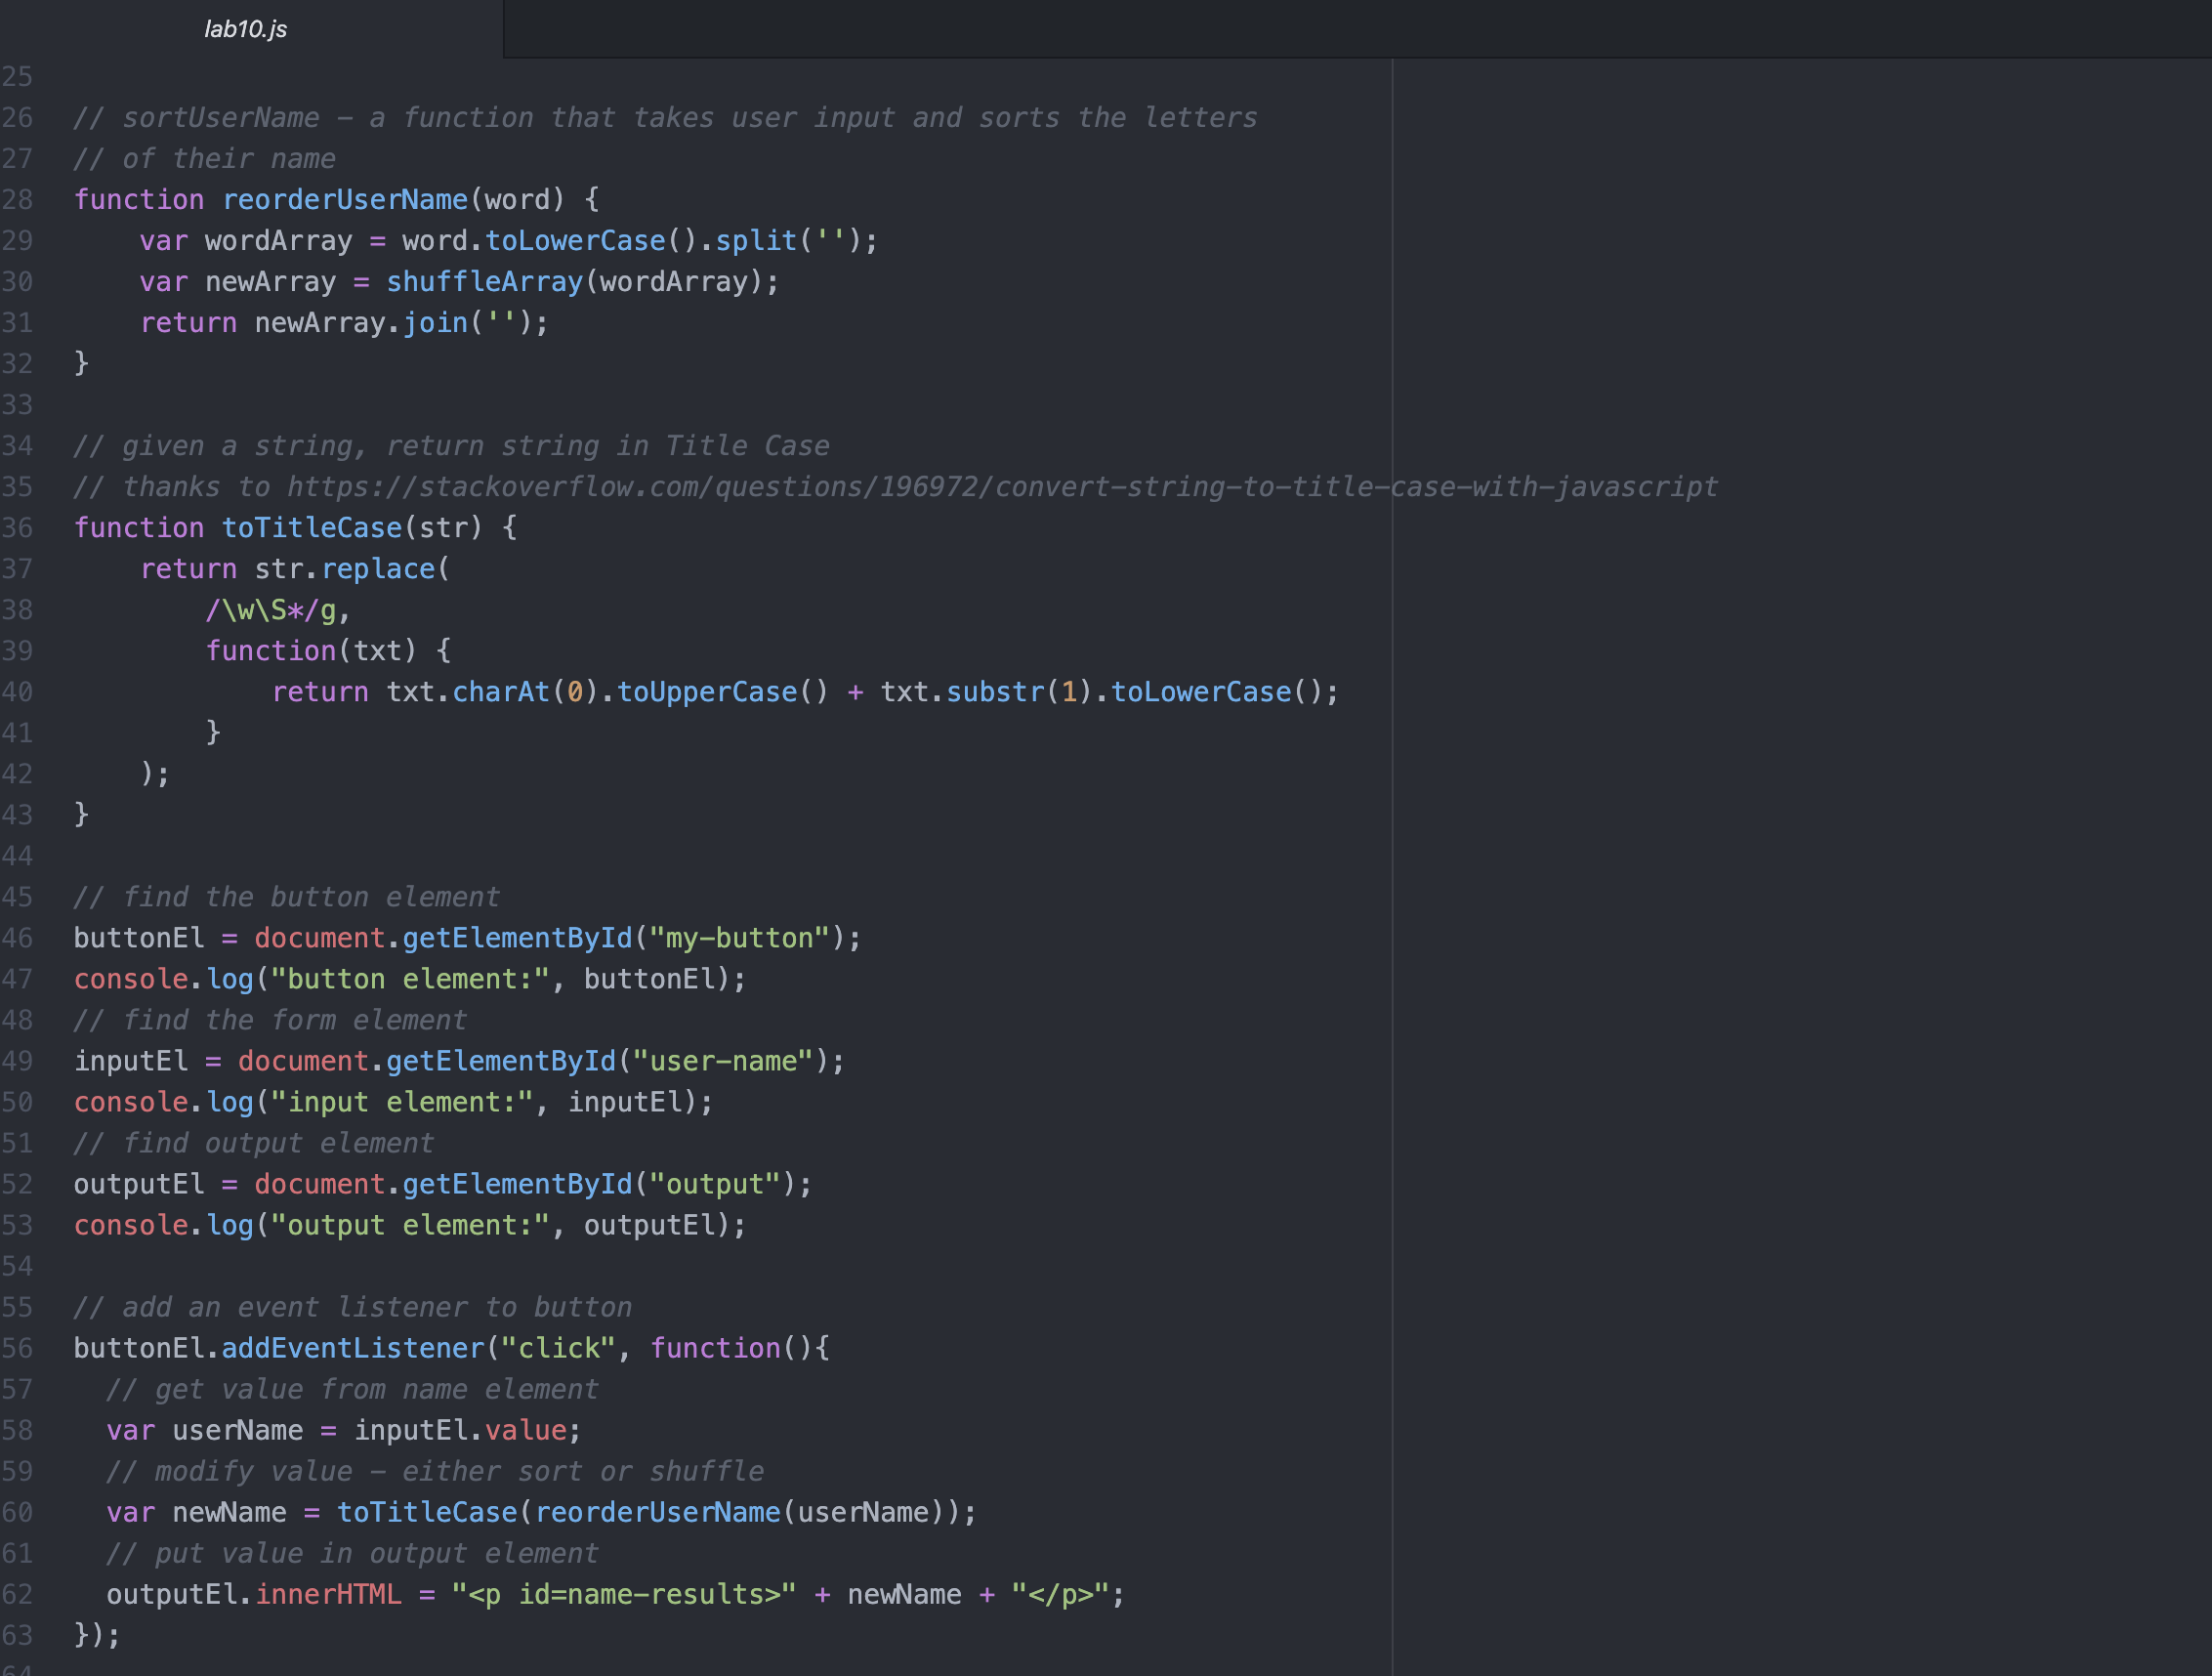 lab10.js
25
26 // sortUserName – a function that takes user input and sorts the letters
27 // of their name
28 function reorderUserName(word) {
29     var wordArray = word.toLowerCase().split('');
30     var newArray = shuffleArray(wordArray);
31     return newArray.join('');
32 }
33
34 // given a string, return string in Title Case
35 // thanks to https://stackoverflow.com/questions/196972/convert-string-to-title-case-with-javascript
36 function toTitleCase(str) {
37     return str.replace(
38         /\w\S*/g,
39         function(txt) {
40             return txt.charAt(0).toUpperCase() + txt.substr(1).toLowerCase();
41         }
42     );
43 }
44
45 // find the button element
46 buttonEl = document.getElementById("my-button");
47 console.log("button element:", buttonEl);
48 // find the form element
49 inputEl = document.getElementById("user-name");
50 console.log("input element:", inputEl);
51 // find output element
52 outputEl = document.getElementById("output");
53 console.log("output element:", outputEl);
54
55 // add an event listener to button
56 buttonEl.addEventListener("click", function(){
57   // get value from name element
58   var userName = inputEl.value;
59   // modify value – either sort or shuffle
60   var newName = toTitleCase(reorderUserName(userName));
61   // put value in output element
62   outputEl.innerHTML = "<p id=name-results>" + newName + "</p>";
63 });
64